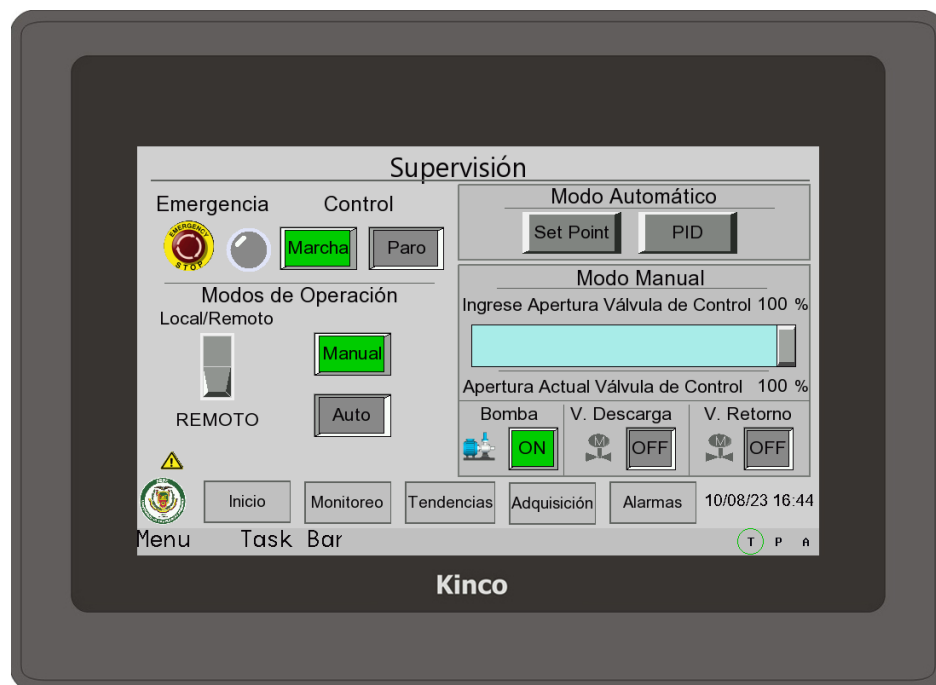 Supervisión
Emergencia
Control
EMERGENCY
STOP
Marcha
Paro
Modos de Operación
Local/Remoto
REMOTO
Manual
Auto
Modo Automático
Set Point
PID
Modo Manual
Ingrese Apertura Válvula de Control 100 %
Apertura Actual Válvula de Control 100 %
Bomba
V. Descarga
V. Retorno
ON
M
OFF
M
OFF
Inicio
Monitoreo
Tendencias
Adquisición
Alarmas
10/08/23 16:44
Menu Task Bar
T P A
Kinco